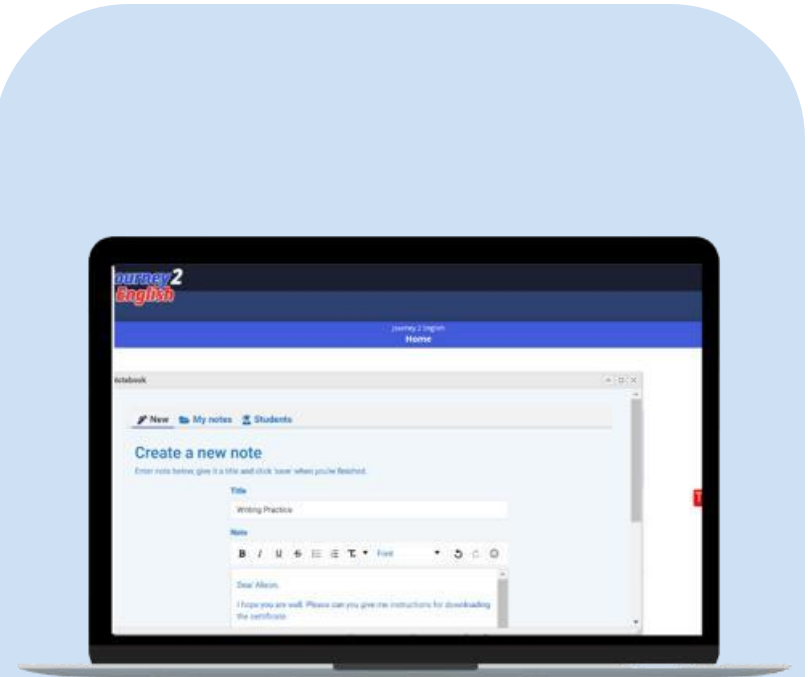 ourney2
English
Journey 2 English
Home
notebook
New My notes Students
Create a new note
Enter note below, give it a title and click 'save' when you're finished.
Title
Writing Practice
Note
B I U S T Font
Dear Alison,
I hope you are well. Please can you give me instructions for downloading
the certificate.
T